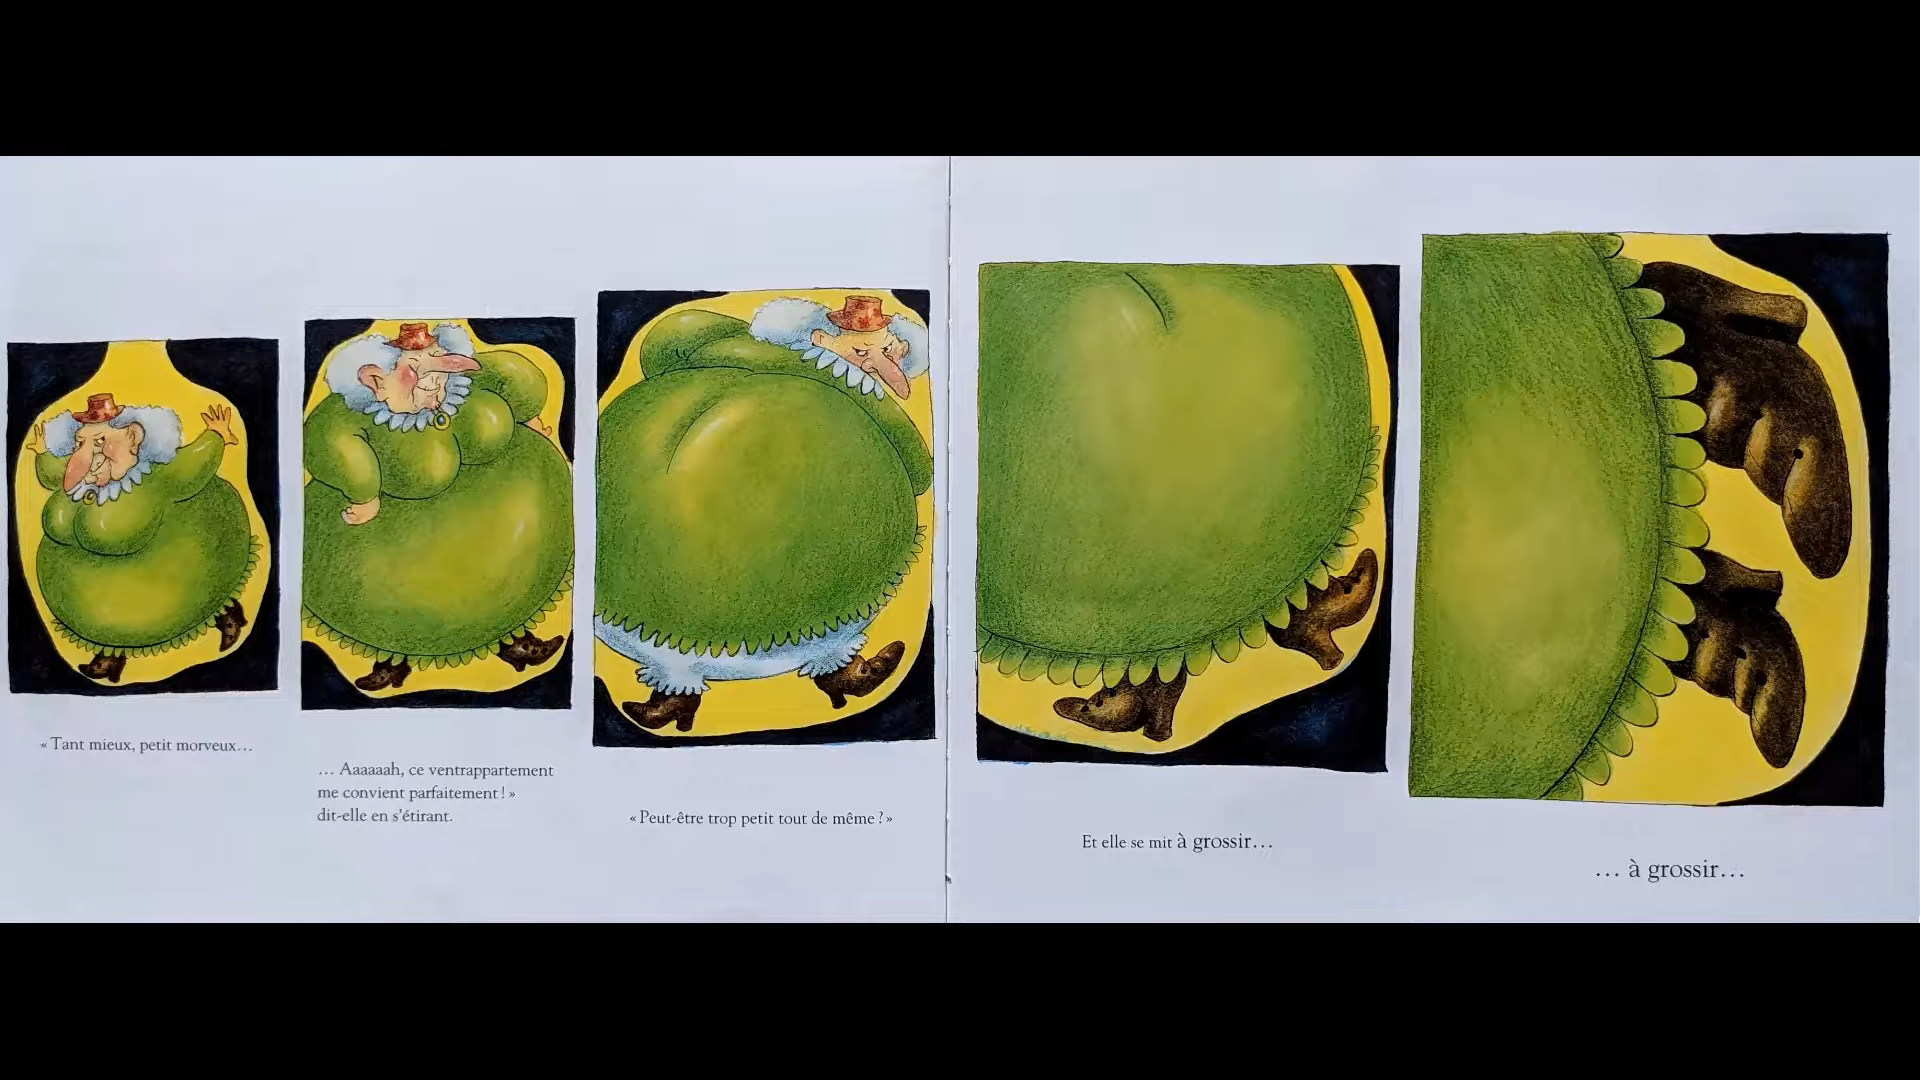 « Tant mieux, petit morveux…
… Aaaaaah, ce ventrappartement
me convient parfaitement ! »
dit-elle en s’étirant.
« Peut-être trop petit tout de même ? »
Et elle se mit à grossir…
… à grossir…